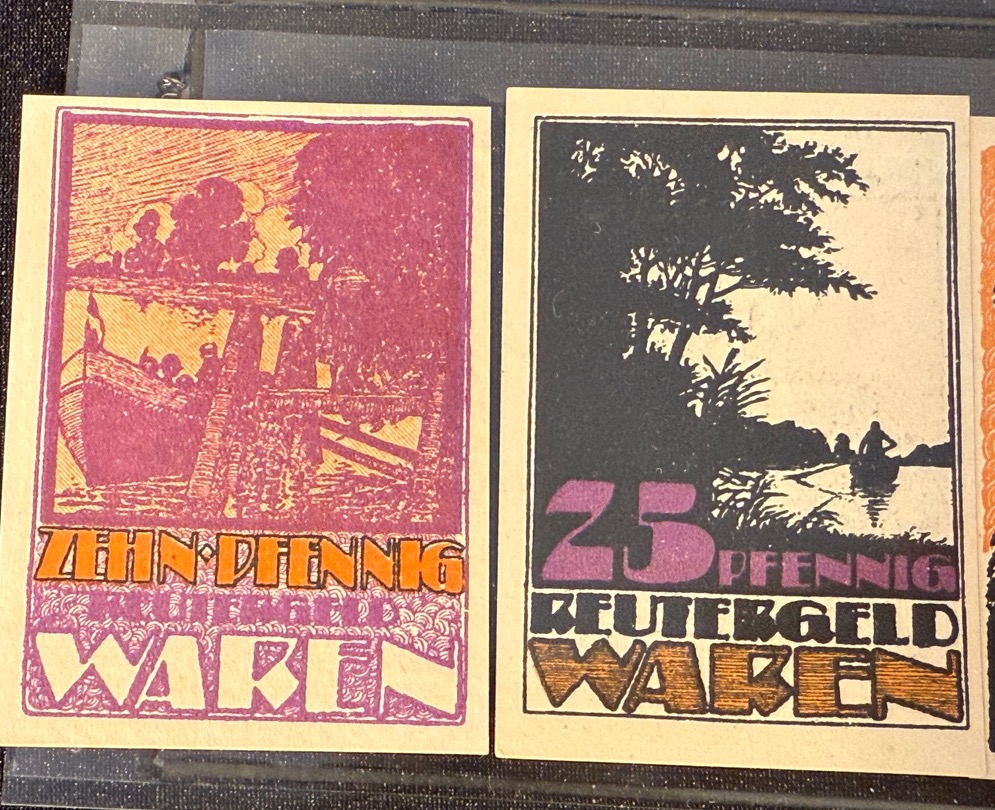 ZEHN·PFENNIG
REUTERGELD
WAREN
25 PFENNIG
REUTERGELD
WAREN